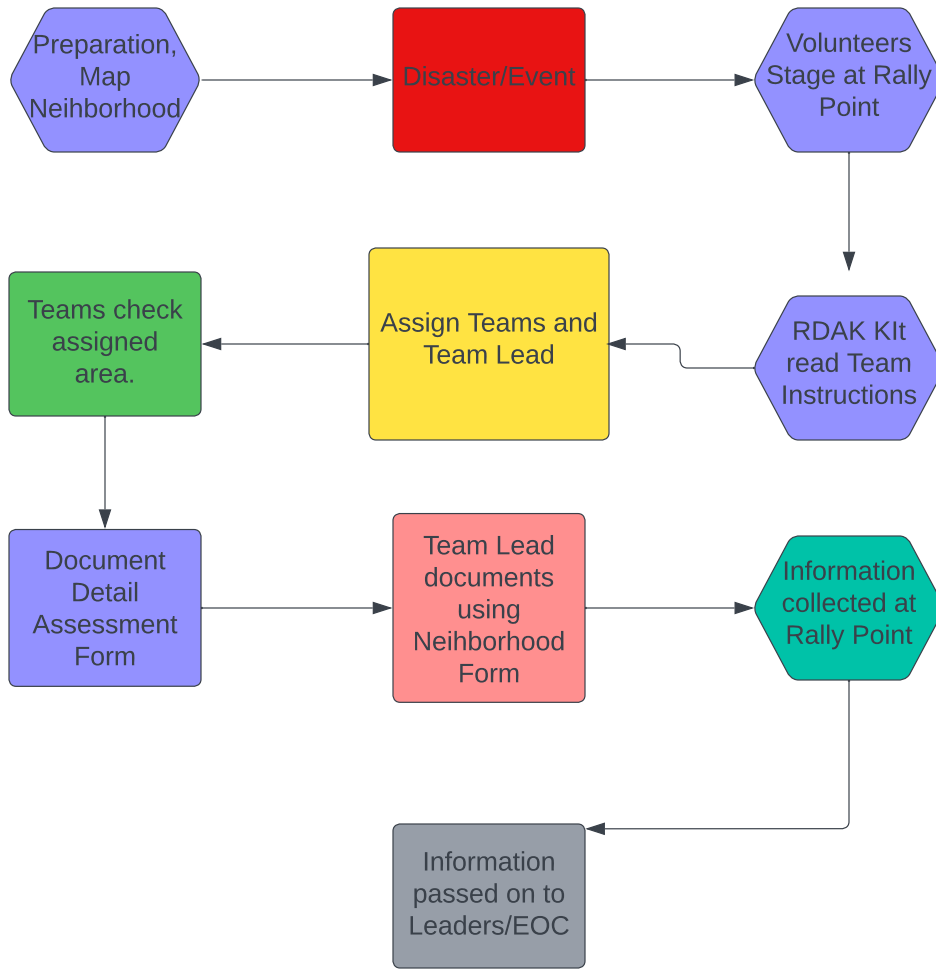 Preparation,
Map
Neihborhood
Disaster/Event
Volunteers
Stage at Rally
Point
RDAK KIt
read Team
Instructions
Assign Teams and
Team Lead
Teams check
assigned
area.
Document
Detail
Assessment
Form
Team Lead
documents
using
Neihborhood
Form
Information
collected at
Rally Point
Information
passed on to
Leaders/EOC